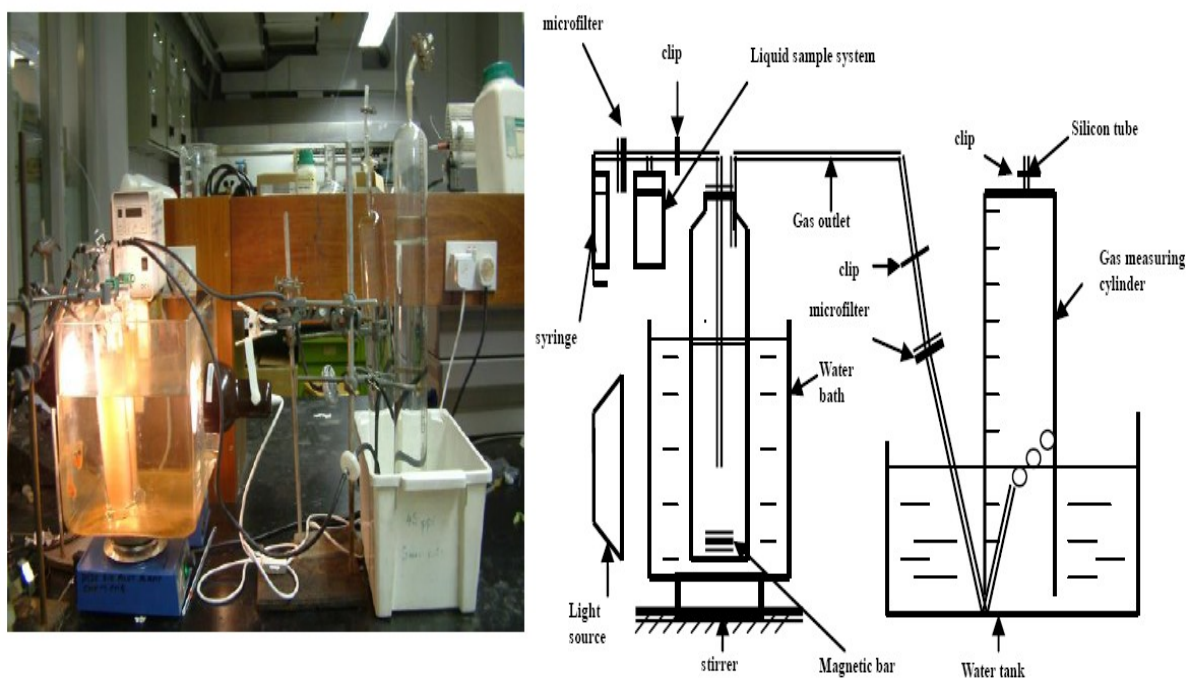 microfilter
clip
Liquid sample system
clip
Silicon tube
Gas outlet
clip
microfilter
Gas measuring
cylinder
syringe
Water
bath
Light
source
stirrer
Magnetic bar
Water tank